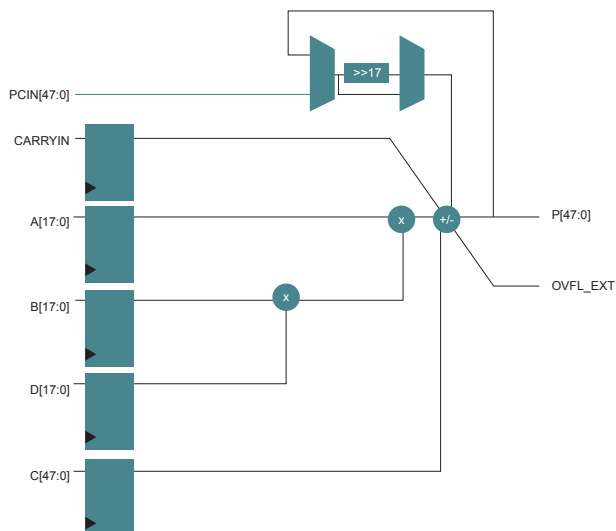 >>17
PCIN[47:0]
CARRYIN
A[17:0]
x
+/-
P[47:0]
OVFL_EXT
B[17:0]
x
D[17:0]
C[47:0]